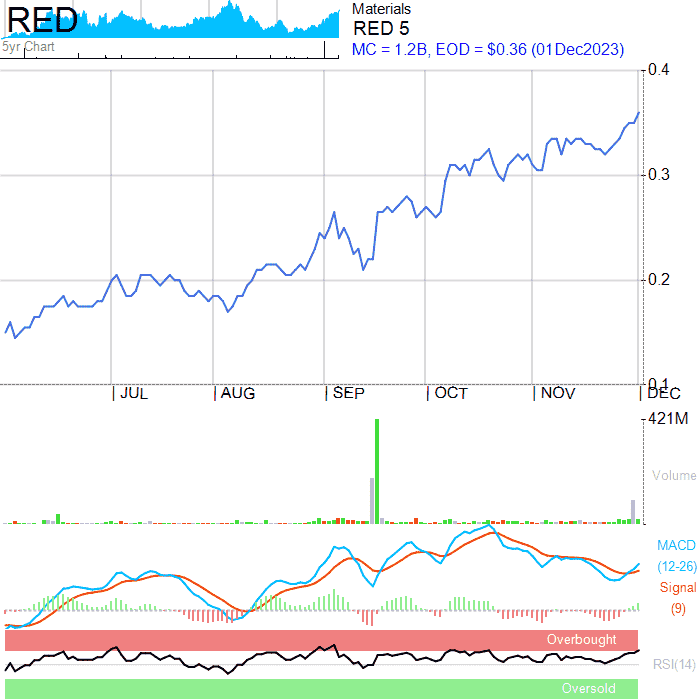 RED
5yr Chart
Materials
RED 5
MC = 1.2B, EOD = $0.36 (01Dec2023)
0.4
0.3
0.2
0.1
JUL AUG SEP OCT NOV DEC
421M
Volume
MACD
(12-26)
Signal
(9)
Overbought
RSI(14)
Oversold